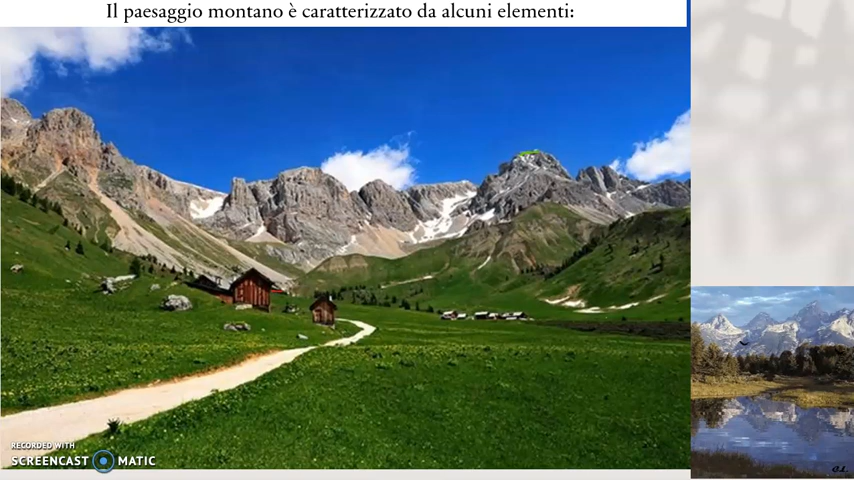 Il paesaggio montano è caratterizzato da alcuni elementi:
RECORDED WITH
SCREENCAST MATIC